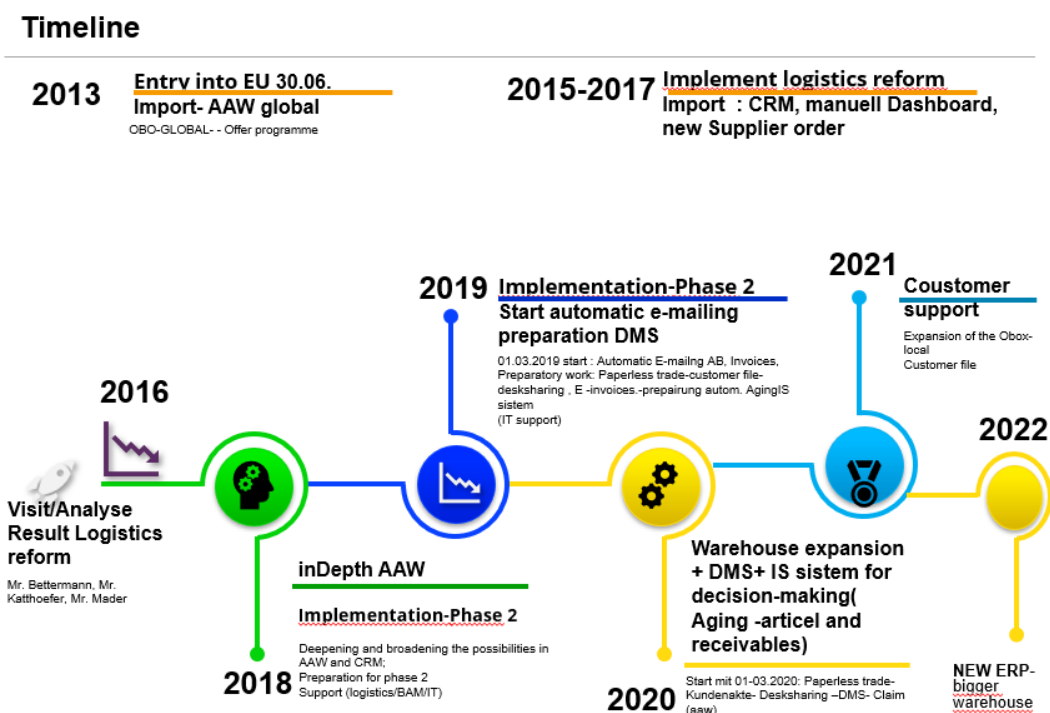 Timeline
2013
Entry into EU 30.06.
Import- AAW global
OBO-GLOBAL- - Offer programme
2015-2017
Implement logistics reform
Import : CRM, manuell Dashboard,
new Supplier order
2016
Visit/Analyse
Result Logistics
reform
Mr. Bettermann, Mr.
Katthoefer, Mr. Mader
2018
inDepth AAW
Implementation-Phase 2
Deepening and broadening the possibilities in
AAW and CRM;
Preparation for phase 2
Support (logistics/BAM/IT)
2019
Implementation-Phase 2
Start automatic e-mailing
preparation DMS
01.03.2019 start : Automatic E-mailng AB, Invoices,
Preparatory work: Paperless trade-customer file-
desksharing , E -invoices.-prepairung autom. AgingIS
sistem
(IT support)
2020
Warehouse expansion
+ DMS+ IS sistem for
decision-making(
Aging -articel and
receivables)
Start mit 01-03.2020: Paperless trade-
Kundenakte- Desksharing –DMS- Claim
(aaw)
2021
Coustomer
support
Expansion of the Obox-
local
Customer file
2022
NEW ERP-
bigger
warehouse